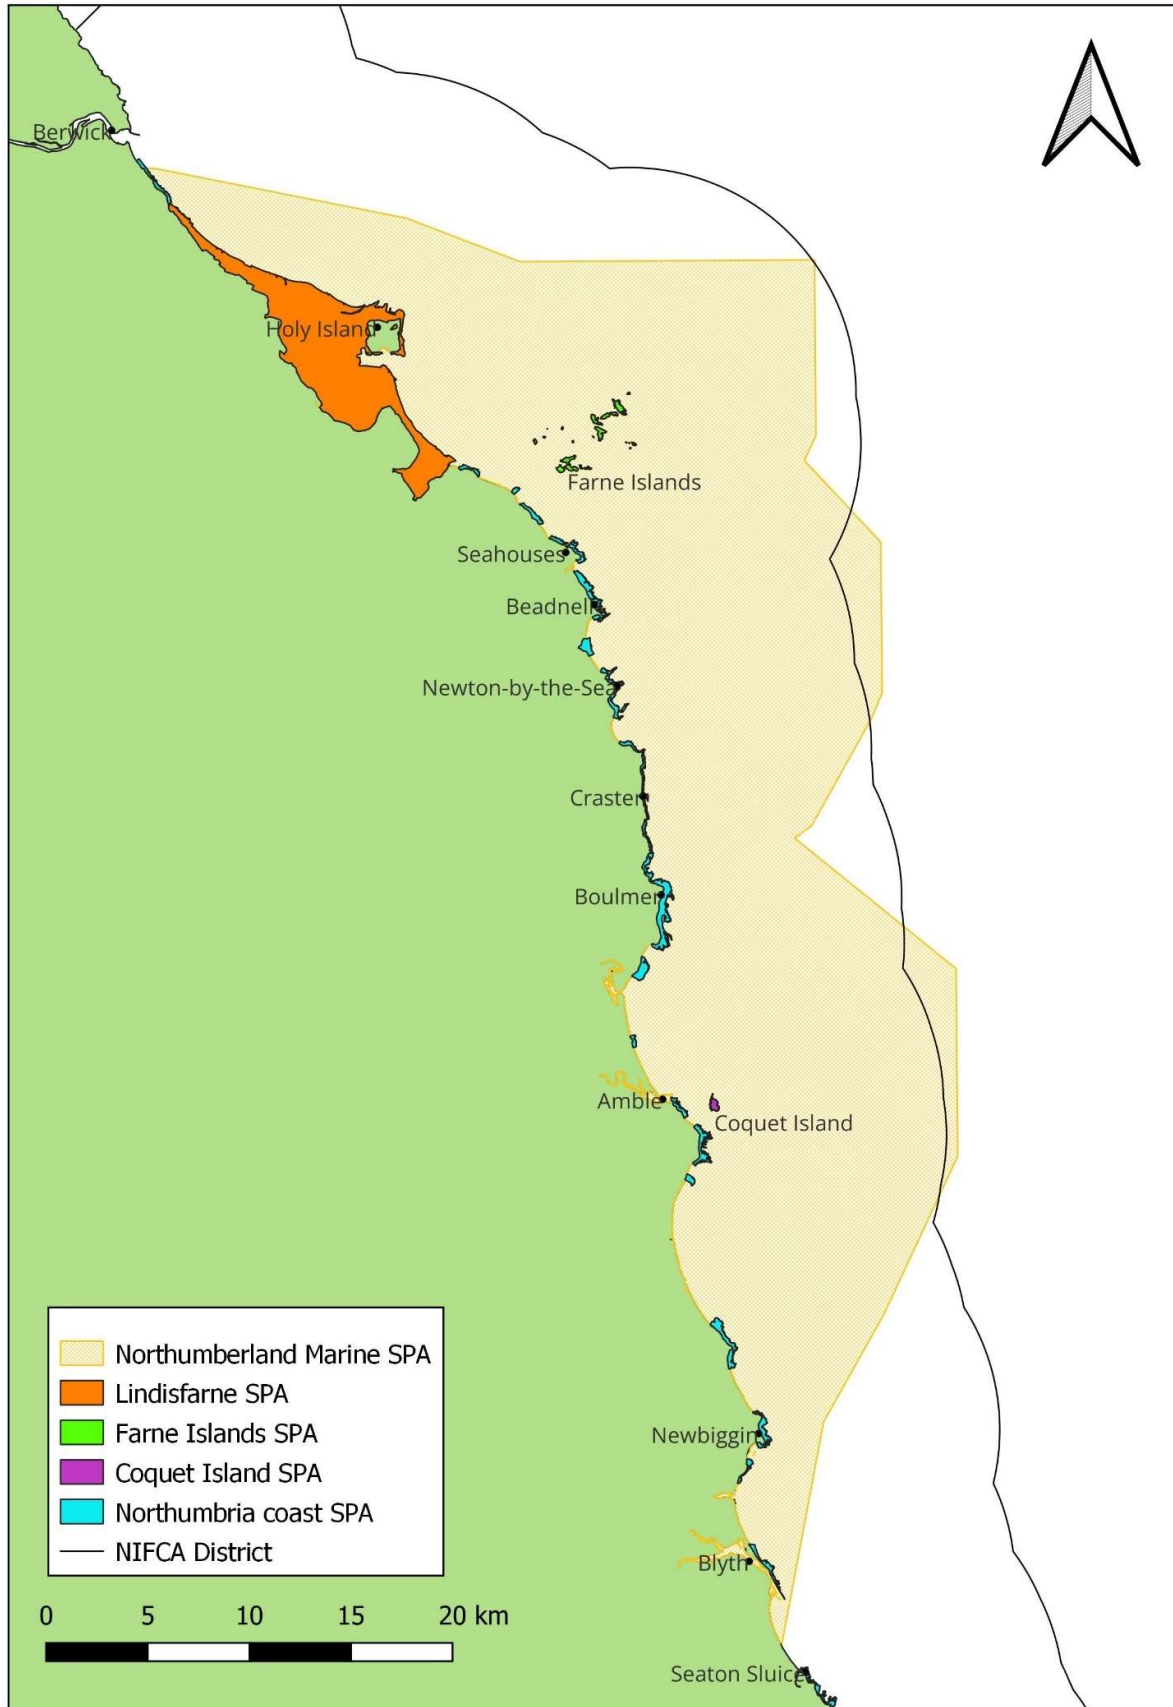 Berwick
Holy Island
Farne Islands
Seahouses
Beadnell
Newton-by-the-Sea
Craster
Boulmer
Amble
Coquet Island
Newbiggin
Blyth
Seaton Sluice
Northumberland Marine SPA
Lindisfarne SPA
Farne Islands SPA
Coquet Island SPA
Northumbria coast SPA
NIFCA District
0 5 10 15 20 km